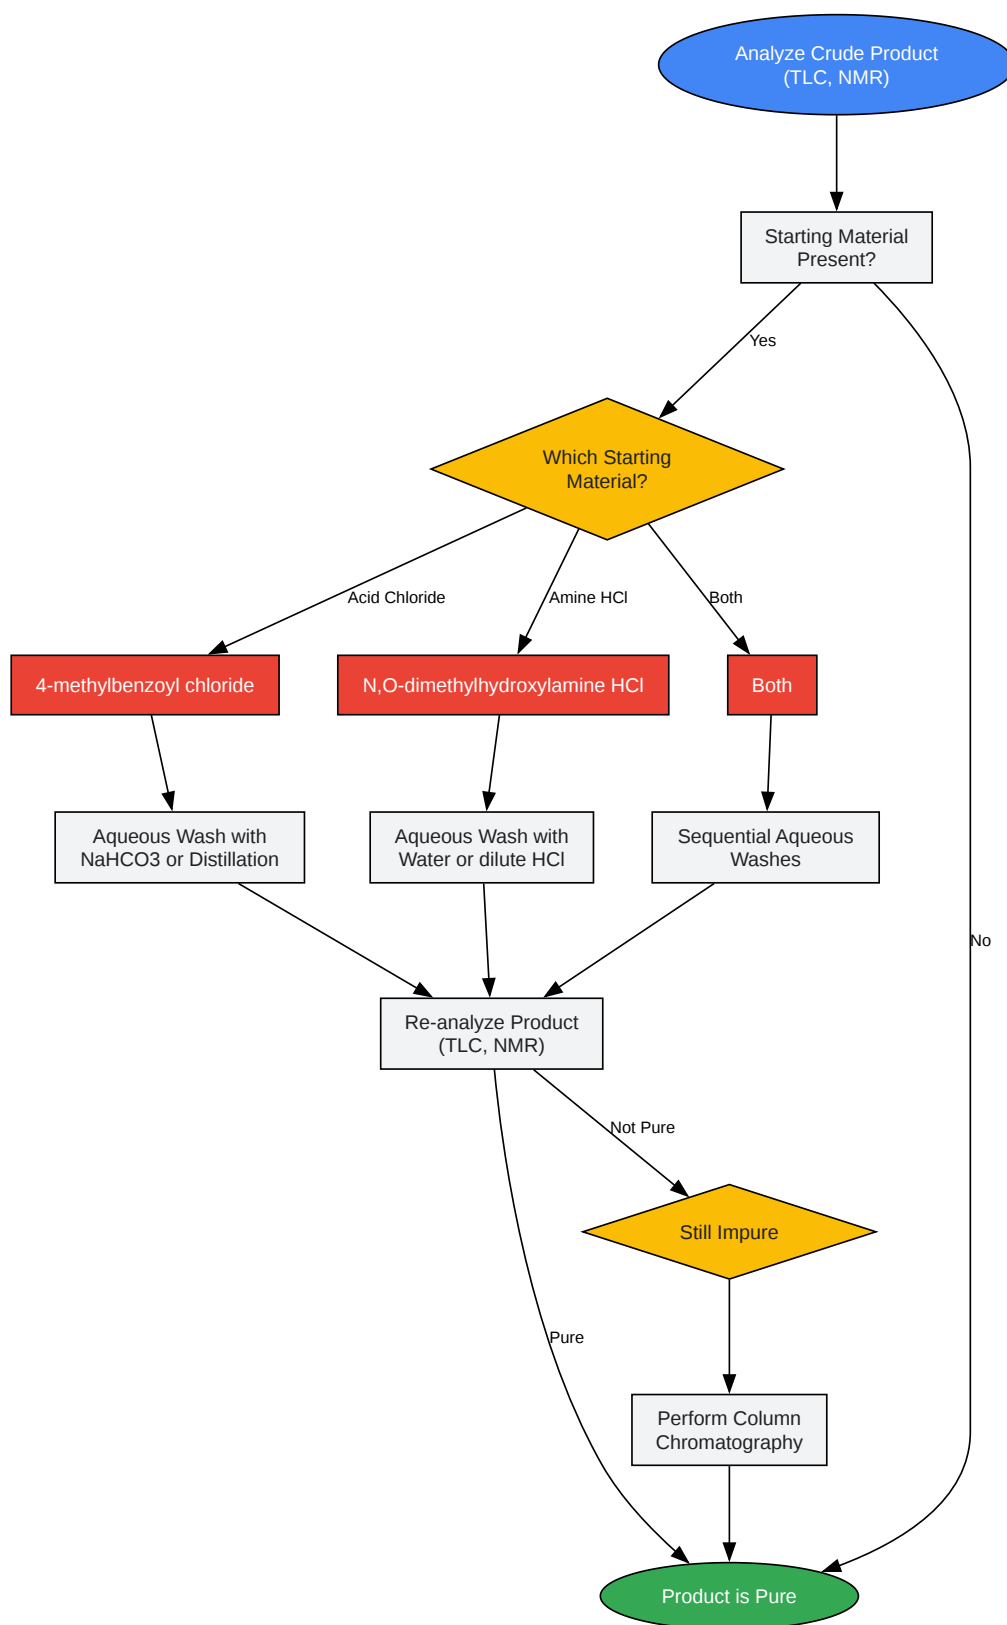 Analyze Crude Product
(TLC, NMR)
Starting Material
Present?
Yes
Which Starting
Material?
Acid Chloride
Amine HCl
Both
4-methylbenzoyl chloride
N,O-dimethylhydroxylamine HCl
Both
Aqueous Wash with
NaHCO3 or Distillation
Aqueous Wash with
Water or dilute HCl
Sequential Aqueous
Washes
No
Re-analyze Product
(TLC, NMR)
Not Pure
Still Impure
Pure
Perform Column
Chromatography
Product is Pure